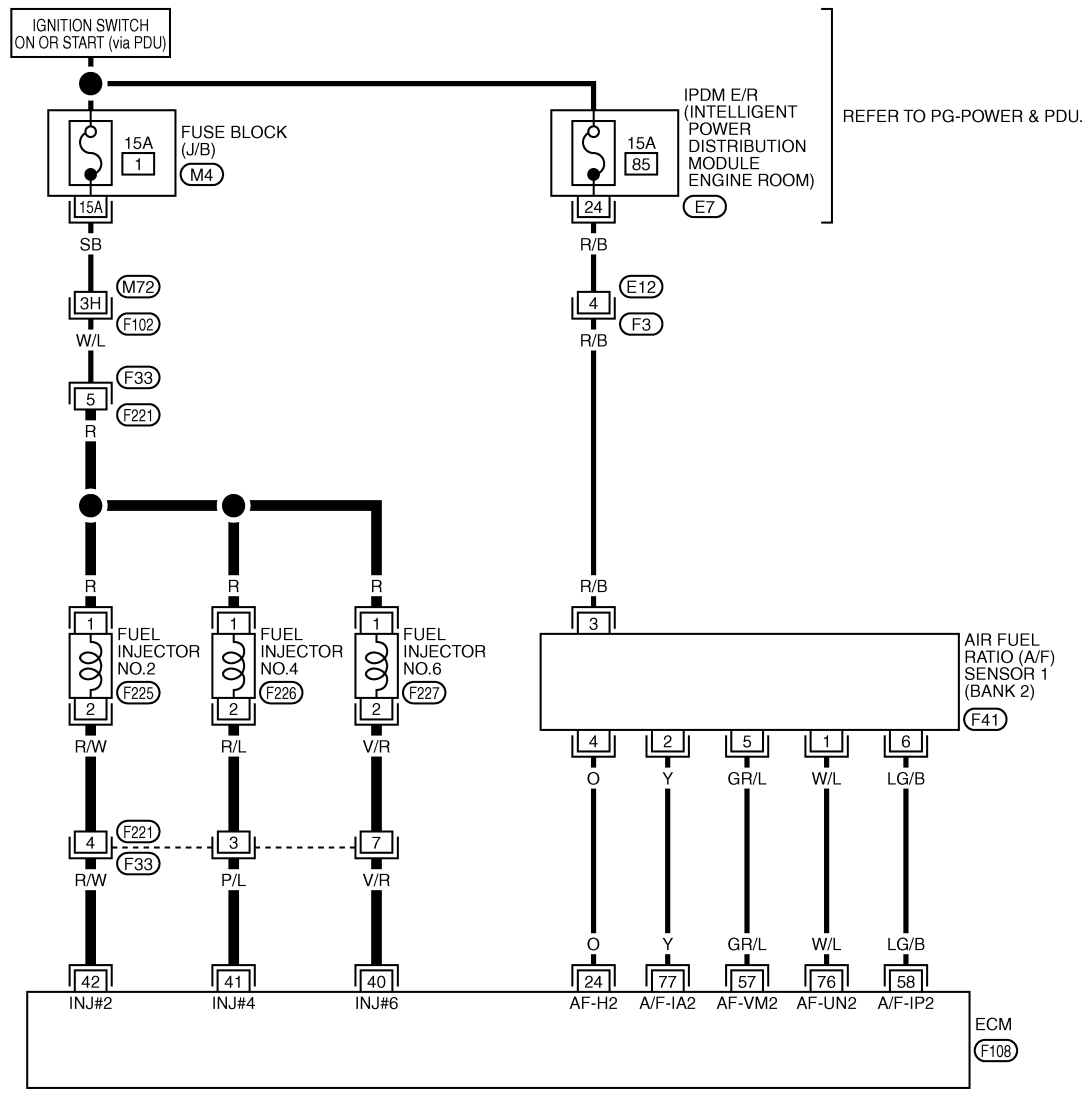 IGNITION SWITCH
ON OR START (via PDU)
15A
1
FUSE BLOCK
(J/B)
M4
15A
85
IPDM E/R
(INTELLIGENT
POWER
DISTRIBUTION
MODULE
ENGINE ROOM)
E7
REFER TO PG-POWER & PDU.
15A
24
SB
R/B
3H
M72
F102
4
E12
F3
W/L
R/B
5
F33
F221
R
R
R
R
R/B
1
1
1
3
FUEL
INJECTOR
NO.2
F225
FUEL
INJECTOR
NO.4
F226
FUEL
INJECTOR
NO.6
F227
AIR FUEL
RATIO (A/F)
SENSOR 1
(BANK 2)
F41
2
2
2
4
2
5
1
6
R/W
R/L
V/R
O
Y
GR/L
W/L
LG/B
4
F221
F33
3
7
R/W
P/L
V/R
O
Y
GR/L
W/L
LG/B
42
41
40
24
77
57
76
58
INJ#2
INJ#4
INJ#6
AF-H2
A/F-IA2
AF-VM2
AF-UN2
A/F-IP2
ECM
F108